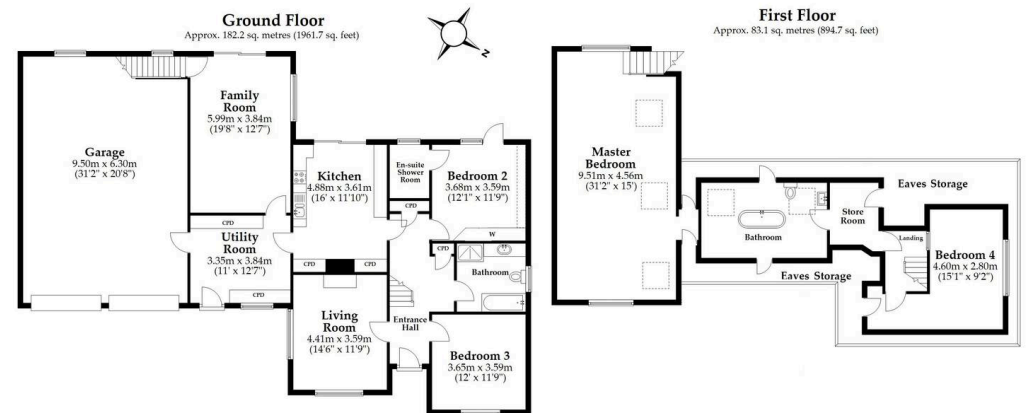 Ground Floor
Approx. 182.2 sq. metres (1961.7 sq. feet)
N
Family
Room
5.99m x 3.84m
(19'8" x 12'7")
Garage
9.50m x 6.30m
(31'2" x 20'8")
Kitchen
4.88m x 3.61m
(16' x 11'10")
En-suite
Shower
Room
Bedroom 2
3.68m x 3.59m
(12'1" x 11'9")
CPD
CPD
W
Utility
Room
3.35m x 3.84m
(11' x 12'7")
CPD
CPD
CPD
CPD
Bathroom
Living
Room
4.41m x 3.59m
(14'6" x 11'9")
Entrance
Hall
Bedroom 3
3.65m x 3.59m
(12' x 11'9")
First Floor
Approx. 83.1 sq. metres (894.7 sq. feet)
Master
Bedroom
9.51m x 4.56m
(31'2" x 15')
Eaves Storage
Bathroom
Store
Room
Landing
Bedroom 4
4.60m x 2.80m
(15'1" x 9'2")
Eaves Storage